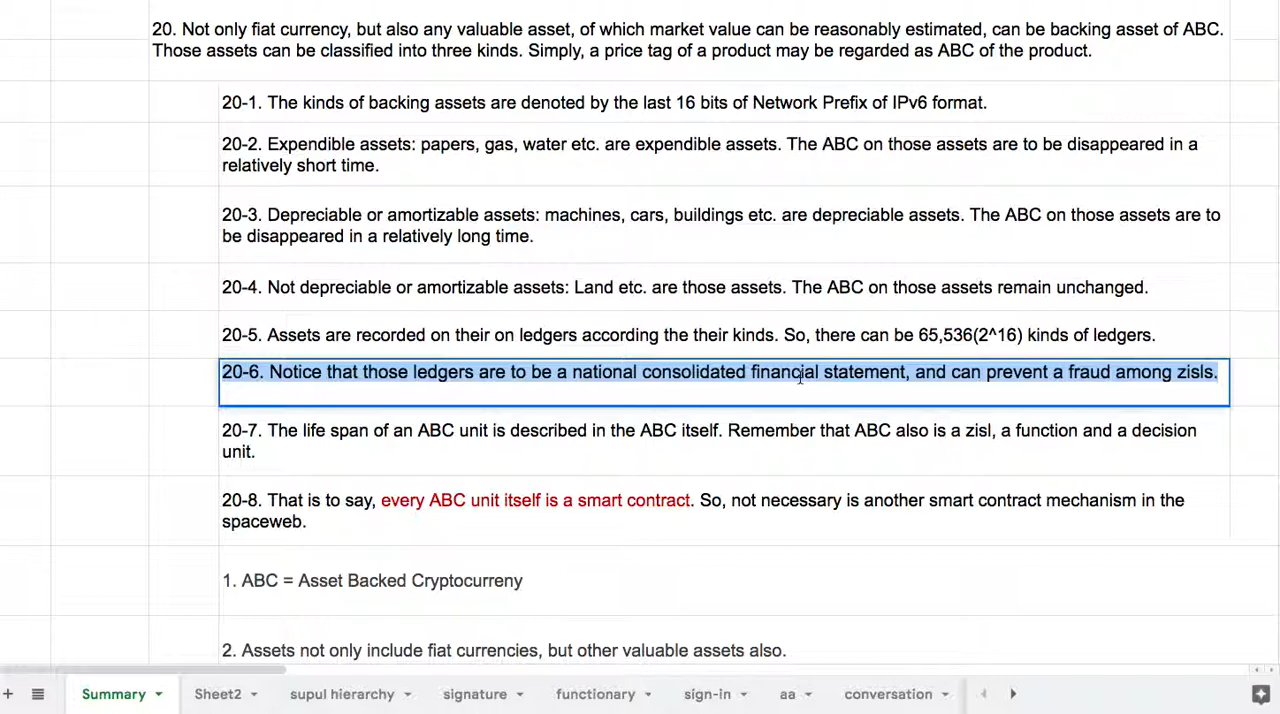 20. Not only fiat currency, but also any valuable asset, of which market value can be reasonably estimated, can be backing asset of ABC.
Those assets can be classified into three kinds. Simply, a price tag of a product may be regarded as ABC of the product.
20-1. The kinds of backing assets are denoted by the last 16 bits of Network Prefix of IPv6 format.
20-2. Expendible assets: papers, gas, water etc. are expendible assets. The ABC on those assets are to be disappeared in a
relatively short time.
20-3. Depreciable or amortizable assets: machines, cars, buildings etc. are depreciable assets. The ABC on those assets are to
be disappeared in a relatively long time.
20-4. Not depreciable or amortizable assets: Land etc. are those assets. The ABC on those assets remain unchanged.
20-5. Assets are recorded on their on ledgers according the their kinds. So, there can be 65,536(2^16) kinds of ledgers.
20-6. Notice that those ledgers are to be a national consolidated financial statement, and can prevent a fraud among zisls.
20-7. The life span of an ABC unit is described in the ABC itself. Remember that ABC also is a zisl, a function and a decision
unit.
20-8. That is to say, every ABC unit itself is a smart contract. So, not necessary is another smart contract mechanism in the
spaceweb.
1. ABC = Asset Backed Cryptocurreny
2. Assets not only include fiat currencies, but other valuable assets also.
Summary Sheet2 supul hierarchy signature functionary sign-in aa conversation